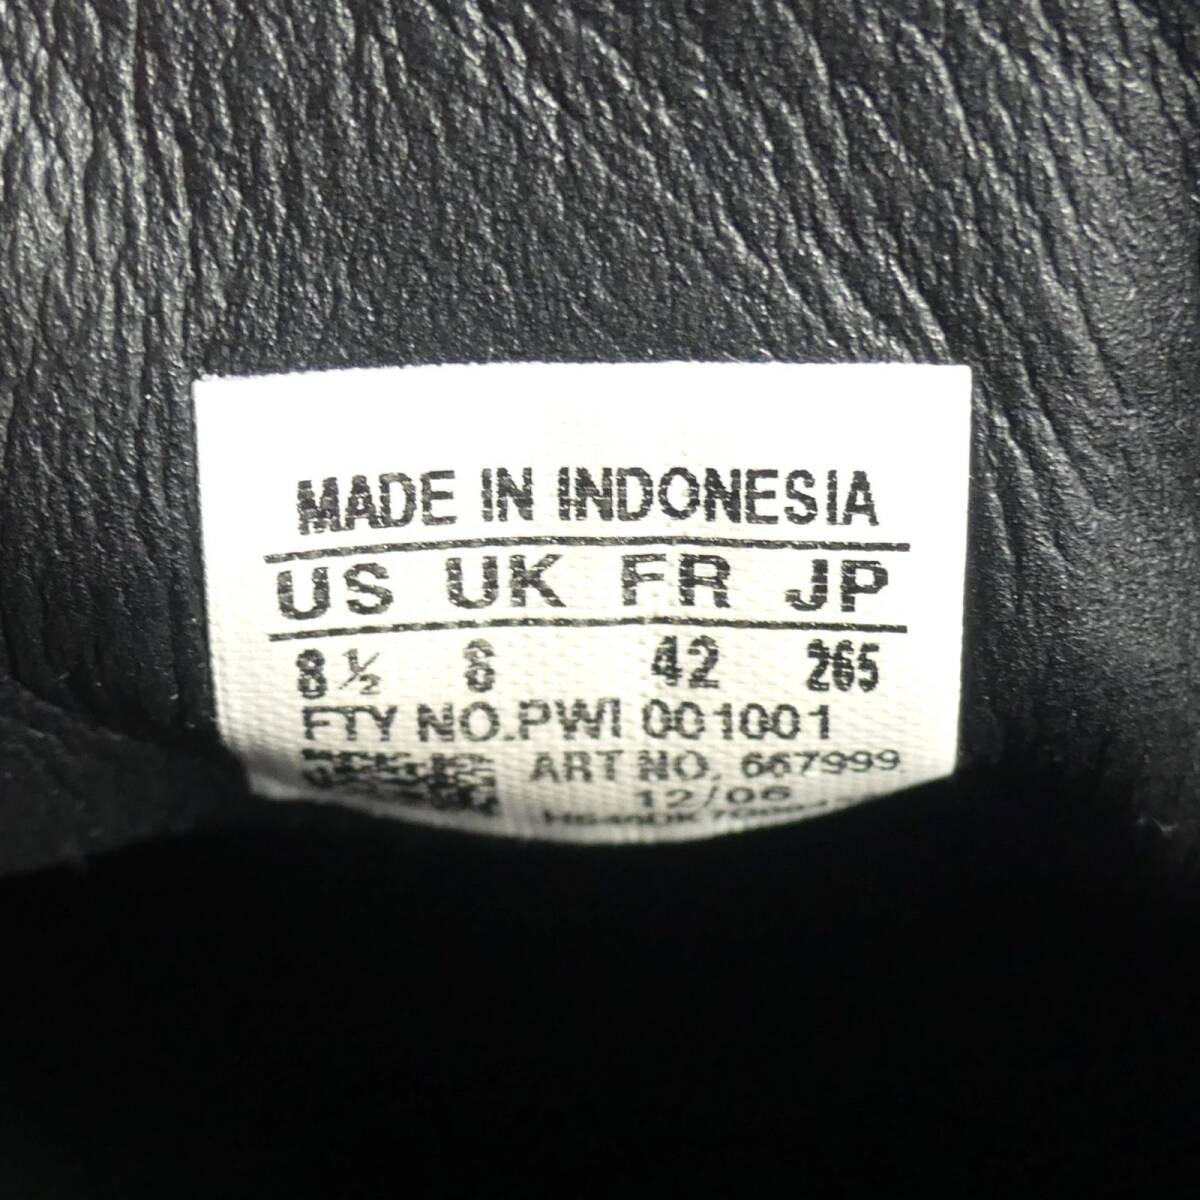 MADE IN INDONESIA
US UK FR JP
8½ 8 42 265
FTY NO.PWI 001001
ART NO. 667999
12/06